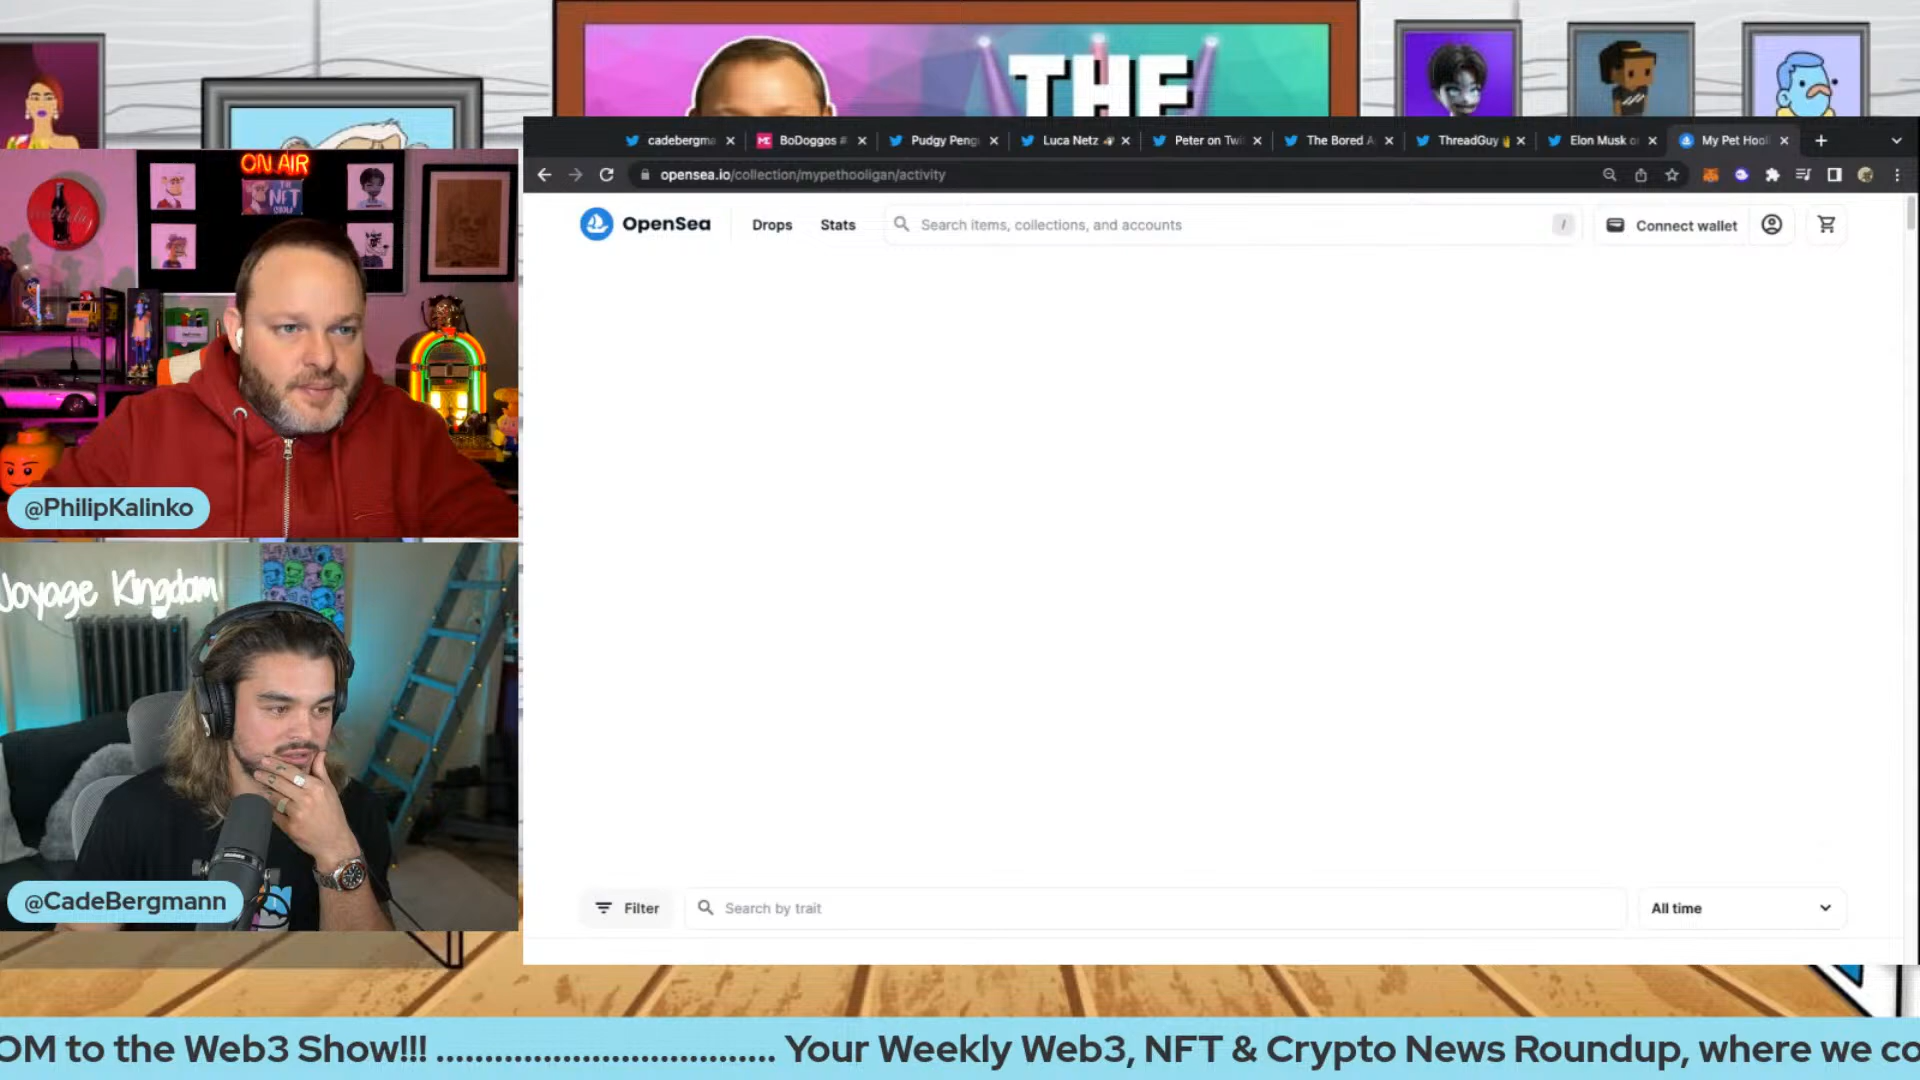 THE
ON AIR
THE
NFT
cadebergma
ME
BoDoggos #
Pudgy Peng
Luca Netz
Peter on Twi
The Bored A
ThreadGuy
Elon Musk o
My Pet Hool
opensea.io/collection/mypethooligan/activity
OpenSea
Drops
Stats
Search items, collections, and accounts
/
Connect wallet
@PhilipKalinko
Voyage Kingdom
@CadeBergmann
Filter
Search by trait
All time
OM to the Web3 Show!!! ................................ Your Weekly Web3, NFT & Crypto News Roundup, where we co